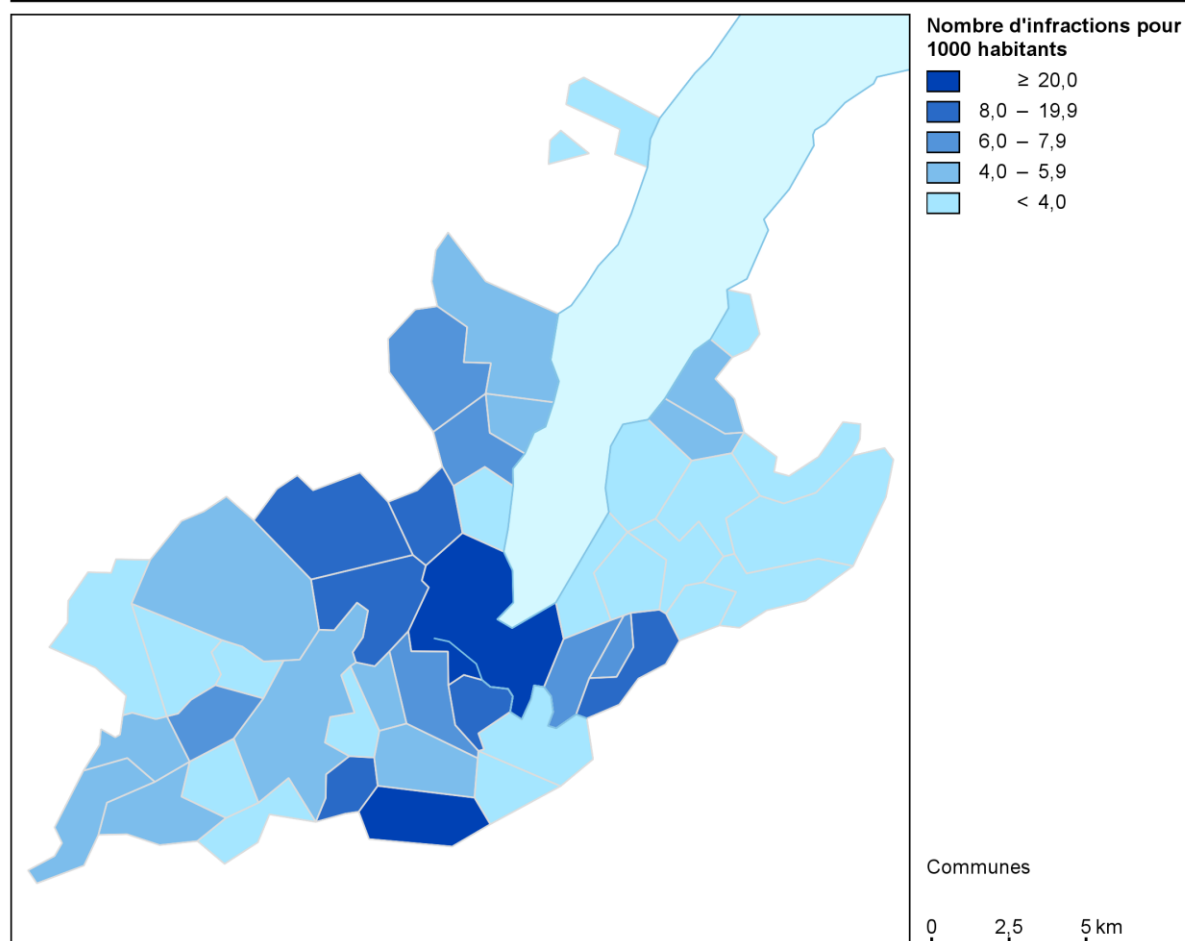 Nombre d'infractions pour
1000 habitants
≥ 20,0
8,0 – 19,9
6,0 – 7,9
4,0 – 5,9
< 4,0
Communes
0 2,5 5 km